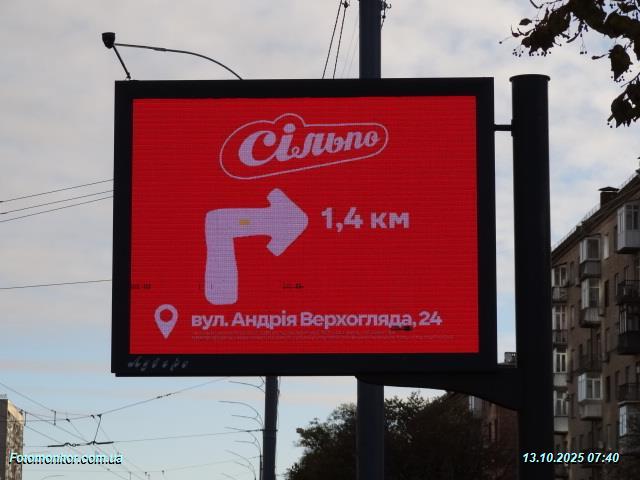 Сільпо
1,4 км
вул. Андрія Верхогляда, 24
Fotomonitor.com.ua
13.10.2025 07:40